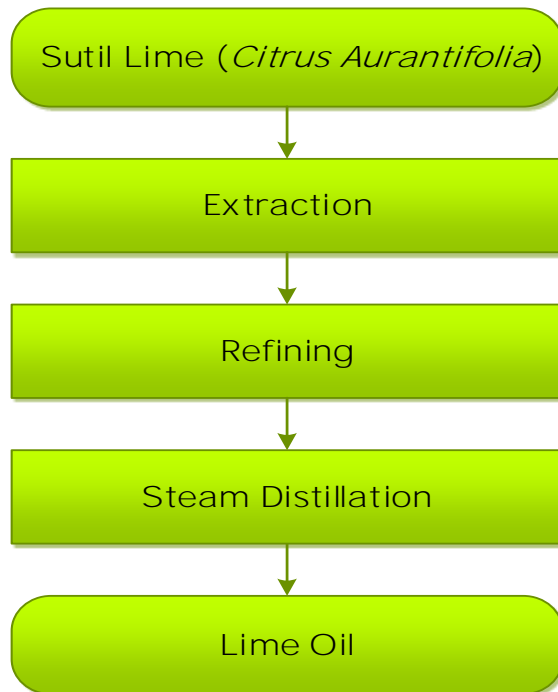 Sutil Lime (Citrus Aurantifolia)
Extraction
Refining
Steam Distillation
Lime Oil